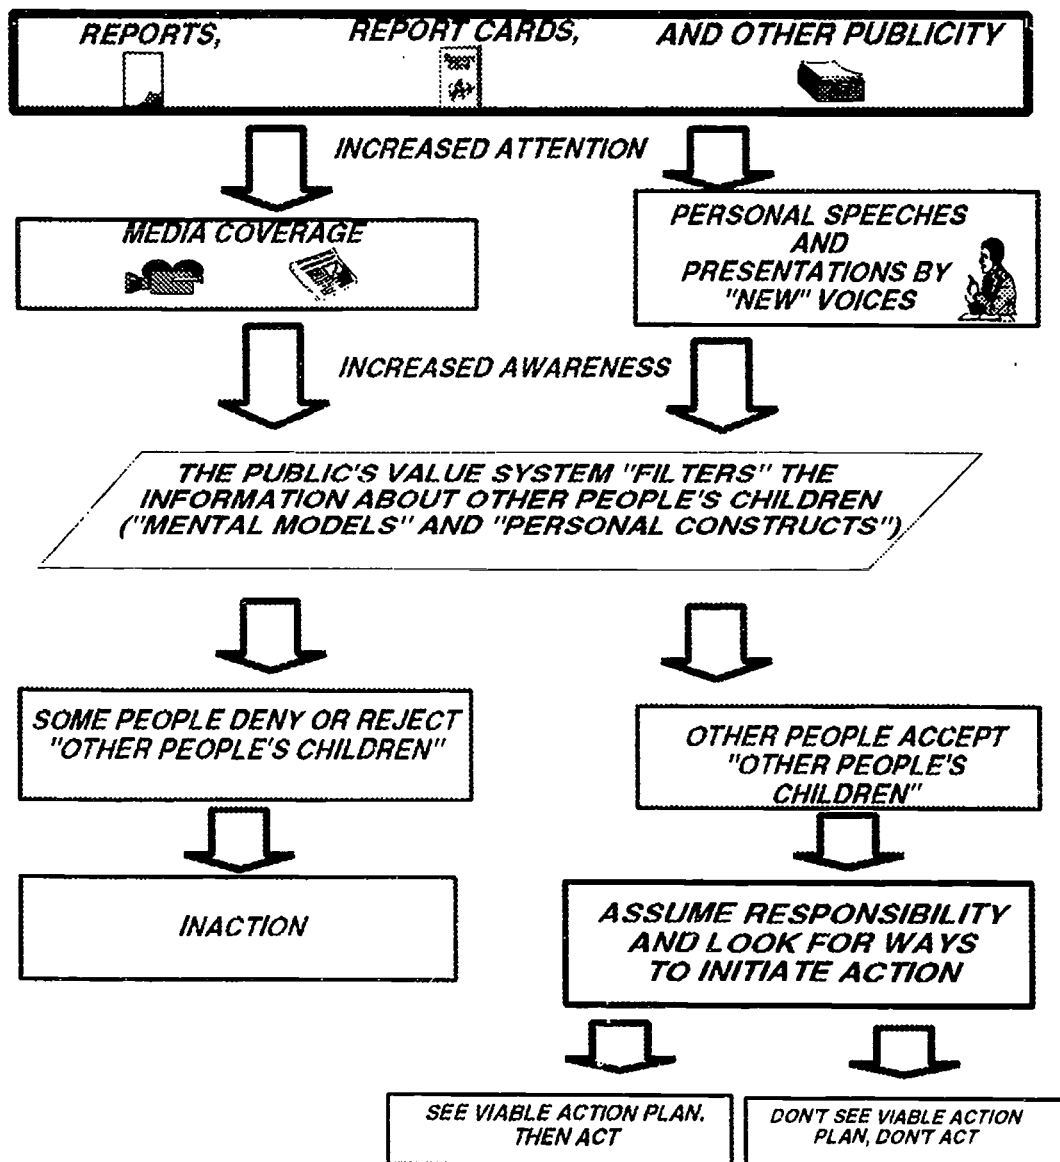 REPORTS, REPORT CARDS, AND OTHER PUBLICITY
Report
Card
A+
INCREASED ATTENTION
MEDIA COVERAGE
PERSONAL SPEECHES
AND
PRESENTATIONS BY
"NEW" VOICES
INCREASED AWARENESS
THE PUBLIC'S VALUE SYSTEM "FILTERS" THE
INFORMATION ABOUT OTHER PEOPLE'S CHILDREN
("MENTAL MODELS" AND "PERSONAL CONSTRUCTS")
SOME PEOPLE DENY OR REJECT
"OTHER PEOPLE'S CHILDREN"
OTHER PEOPLE ACCEPT
"OTHER PEOPLE'S
CHILDREN"
INACTION
ASSUME RESPONSIBILITY
AND LOOK FOR WAYS
TO INITIATE ACTION
SEE VIABLE ACTION PLAN.
THEN ACT
DON'T SEE VIABLE ACTION
PLAN, DON'T ACT